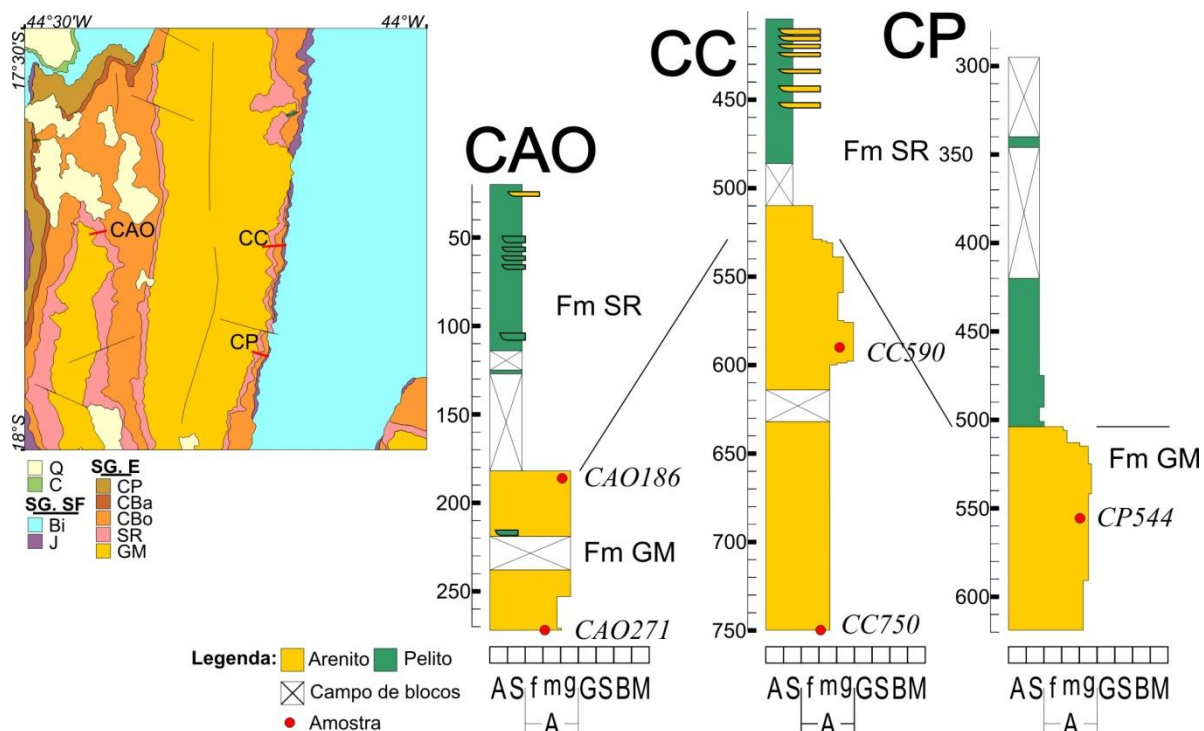 44°30'W
44°W
17°30'S
18°S
CAO
CC
CP
Q
C
SG. SF
Bi
J
SG. E
CP
CBa
CBo
SR
GM
CAO
50
100
150
200
250
Fm SR
CAO186
Fm GM
CAO271
CC
450
500
550
600
650
700
750
Fm SR
CC590
CC750
CP
300
350
400
450
500
550
600
Fm GM
CP544
Legenda: Arenito Pelito
Campo de blocos
Amostra
A S f m g G S B M
A
A S f m g G S B M
A
A S f m g G S B M
A